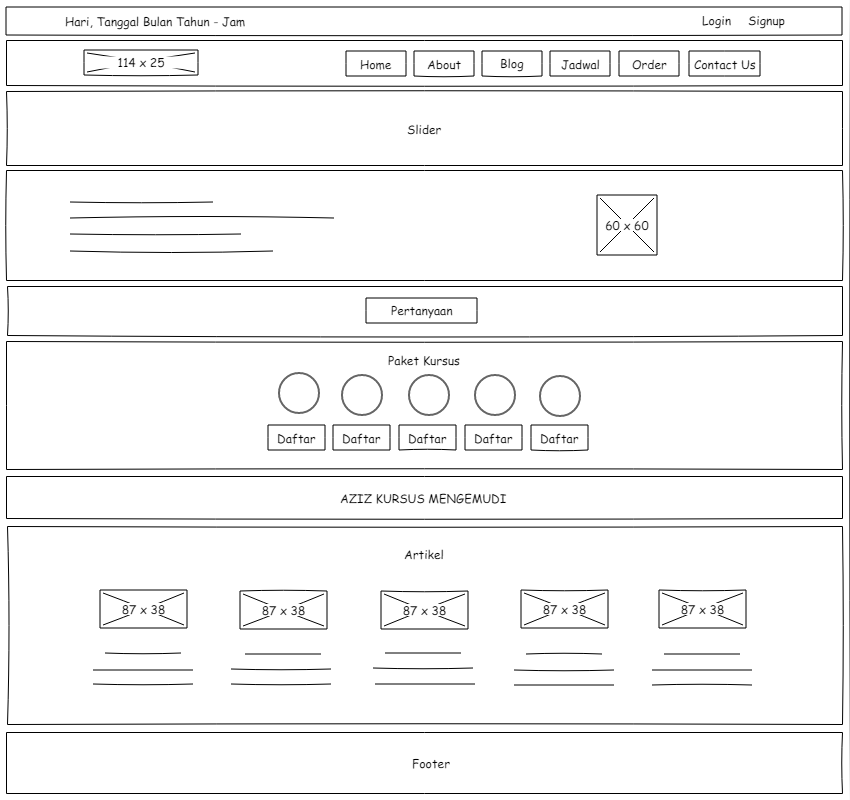 Hari, Tanggal Bulan Tahun - Jam
Login Signup
114 x 25
Home About Blog Jadwal Order Contact Us
Slider
60 x 60
Pertanyaan
Paket Kursus
Daftar Daftar Daftar Daftar Daftar
AZIZ KURSUS MENGEMUDI
Artikel
87 x 38 87 x 38 87 x 38 87 x 38 87 x 38
Footer